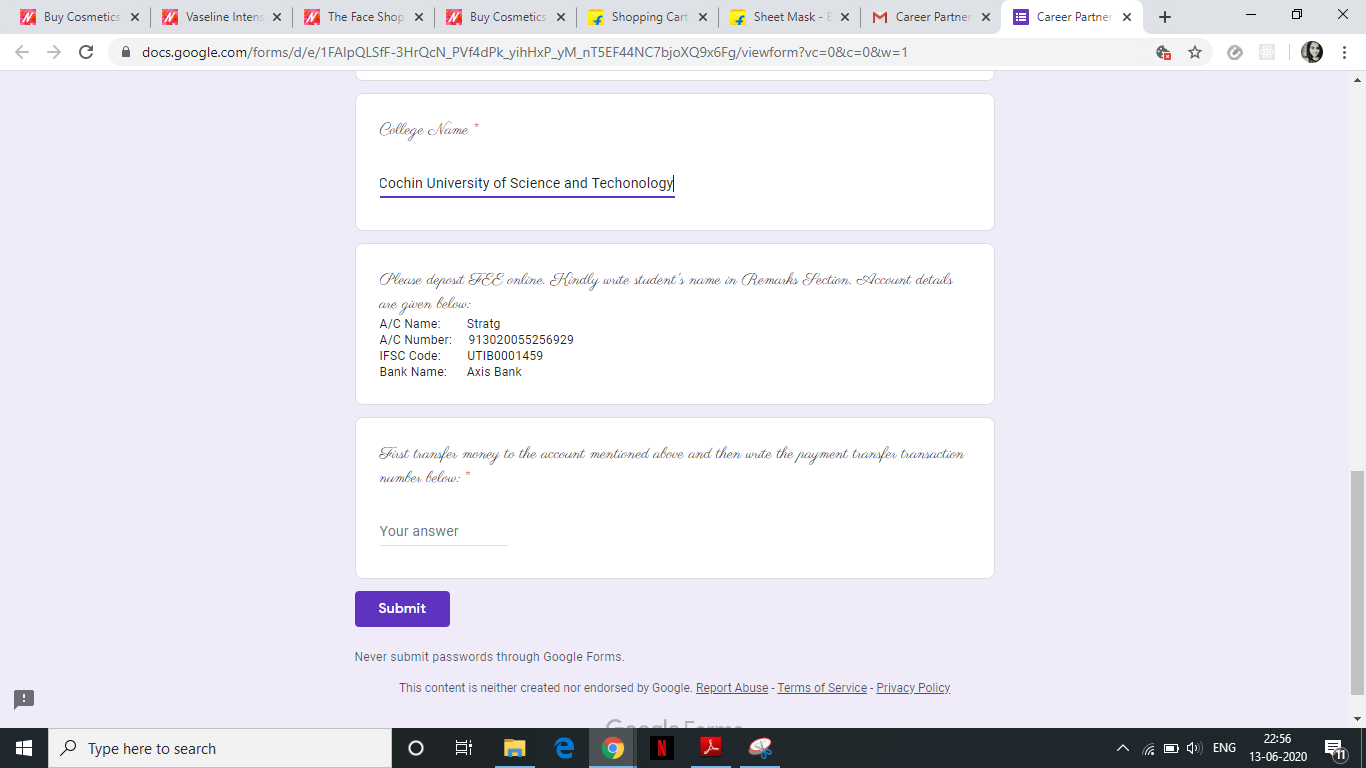 Buy Cosmetics
Vaseline Intens
The Face Shop
Buy Cosmetics
Shopping Cart
Sheet Mask - B
Career Partner
Career Partner
docs.google.com/forms/d/e/1FAIpQLSfF-3HrQcN_PVf4dPk_yihHxP_yM_nT5EF44NC7bjoXQ9x6Fg/viewform?vc=0&c=0&w=1
College Name *
Cochin University of Science and Techonology
Please deposit FEE online. Kindly write student's name in Remarks Section. Account details
are given below:
A/C Name: Stratg
A/C Number: 913020055256929
IFSC Code: UTIB0001459
Bank Name: Axis Bank
First transfer money to the account mentioned above and then write the payment transfer transaction
number below: *
Your answer
Submit
Never submit passwords through Google Forms.
This content is neither created nor endorsed by Google. Report Abuse - Terms of Service - Privacy Policy
Google Forms
Type here to search
ENG
22:56
13-06-2020
11